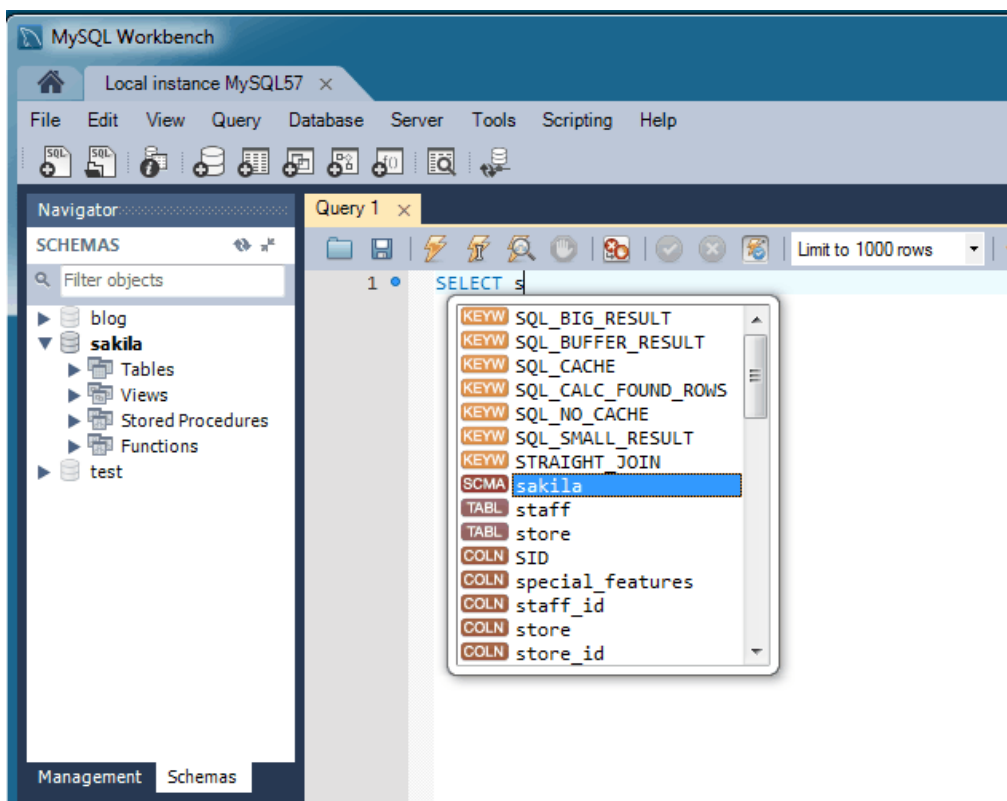 MySQL Workbench
Local instance MySQL57
File Edit View Query Database Server Tools Scripting Help
SQL SQL
Navigator
SCHEMAS
Filter objects
blog
sakila
Tables
Views
Stored Procedures
Functions
test
Management Schemas
Query 1
Limit to 1000 rows
1 SELECT s
KEYW SQL_BIG_RESULT
KEYW SQL_BUFFER_RESULT
KEYW SQL_CACHE
KEYW SQL_CALC_FOUND_ROWS
KEYW SQL_NO_CACHE
KEYW SQL_SMALL_RESULT
KEYW STRAIGHT_JOIN
SCMA sakila
TABL staff
TABL store
COLN SID
COLN special_features
COLN staff_id
COLN store
COLN store_id